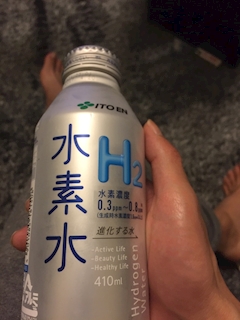 ITO EN
水素水
H2
水素濃度
0.3ppm〜0.8
進化する水
-Active Life
-Beauty Life
-Healthy Life
410ml
Hydrogen
Water